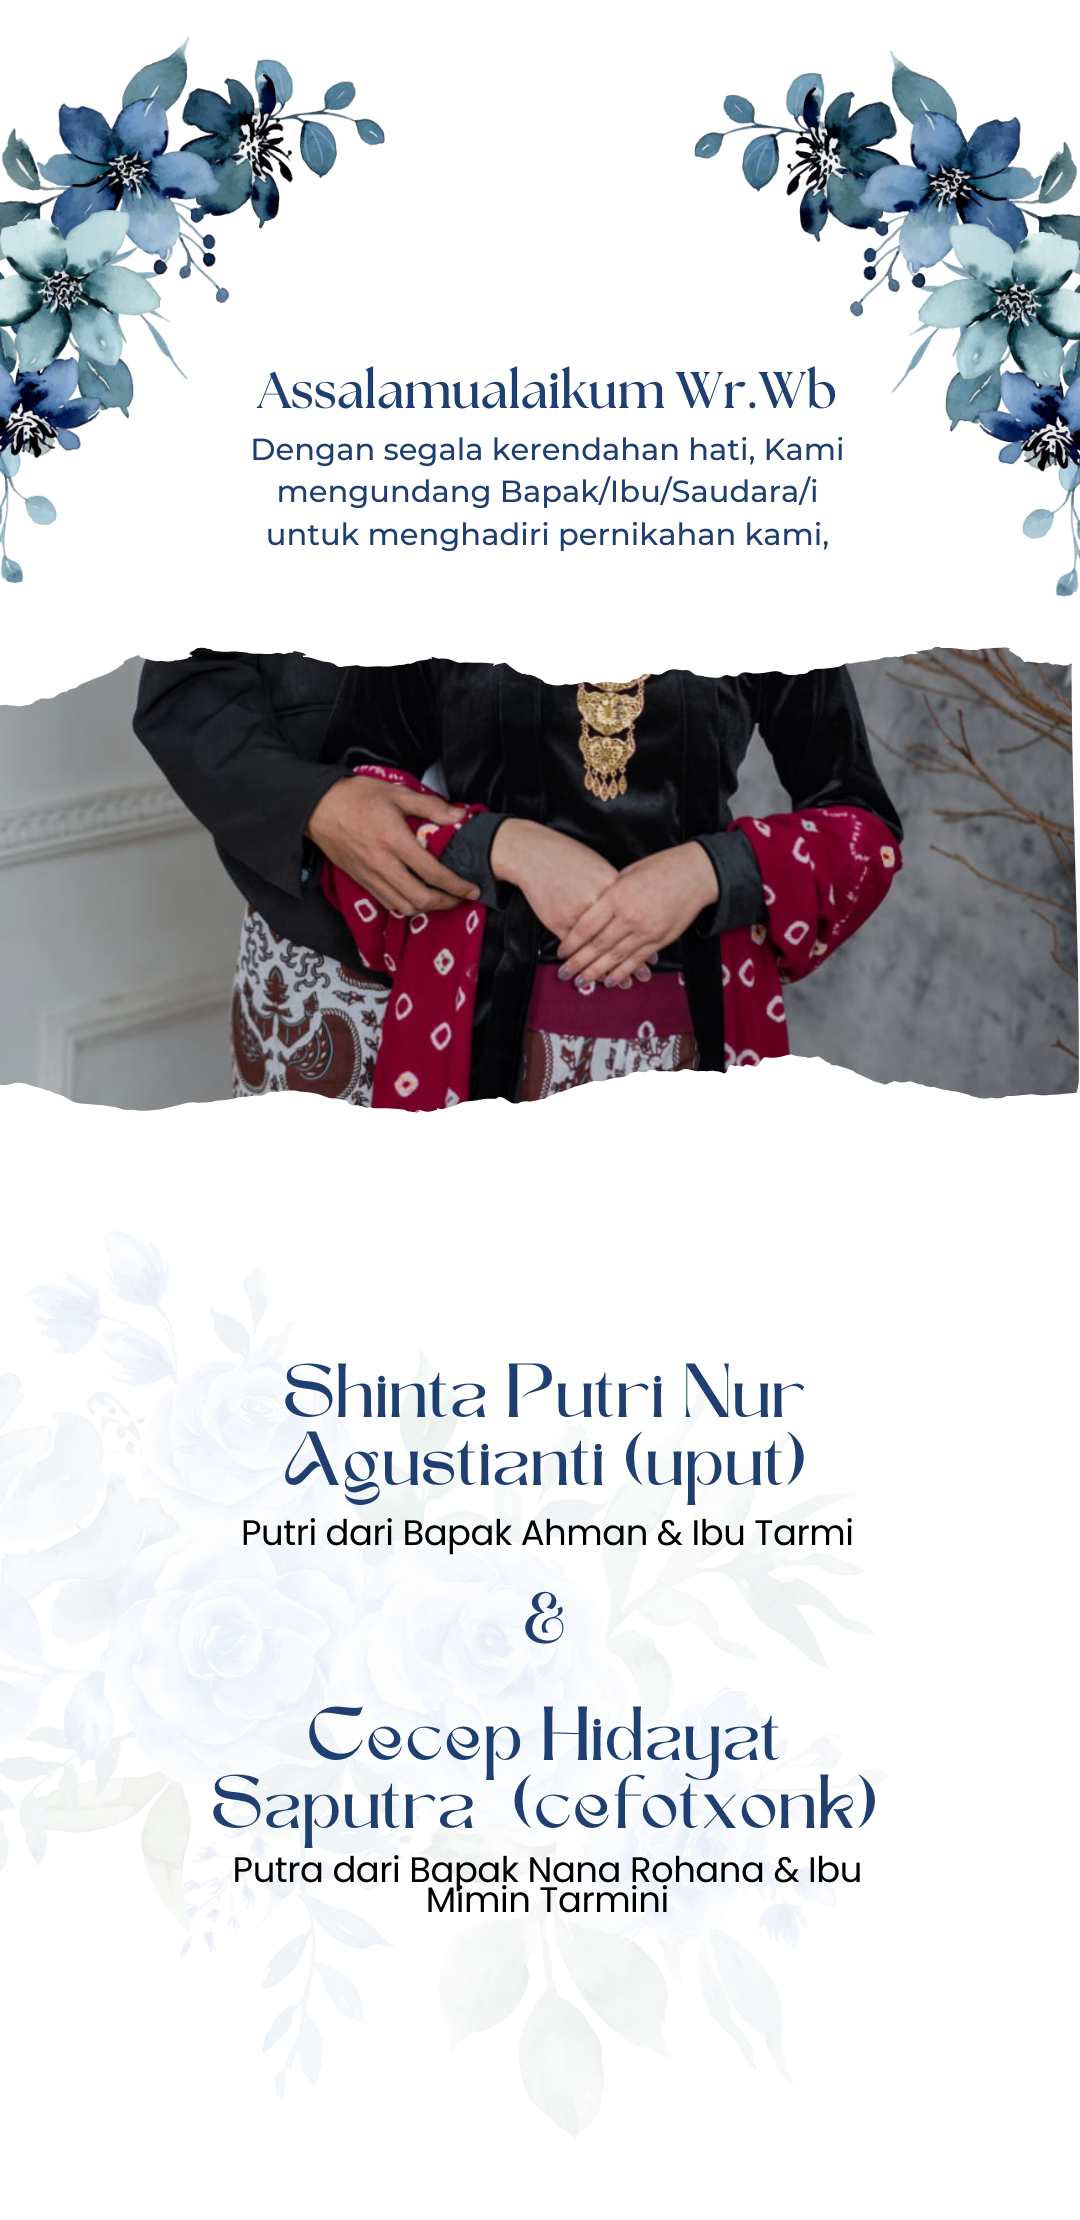 Assalamualaikum Wr.Wb
Dengan segala kerendahan hati, Kami
mengundang Bapak/Ibu/Saudara/i
untuk menghadiri pernikahan kami,
Shinta Putri Nur
Agustianti (uput)
Putri dari Bapak Ahman & Ibu Tarmi
&
Cecep Hidayat
Saputra (cefotxonk)
Putra dari Bapak Nana Rohana & Ibu
Mimin Tarmini